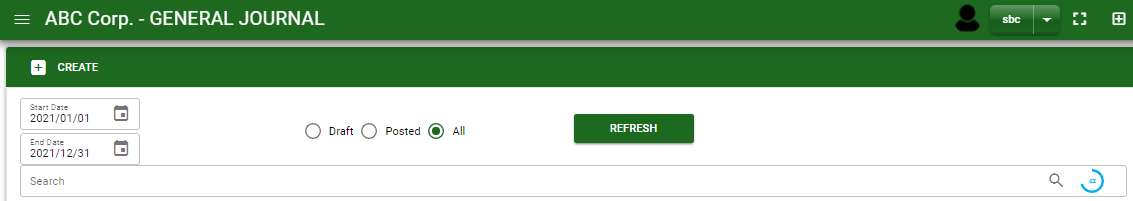 ABC Corp. - GENERAL JOURNAL
sbc
CREATE
Start Date
2021/01/01
Draft Posted All
REFRESH
End Date
2021/12/31
Search